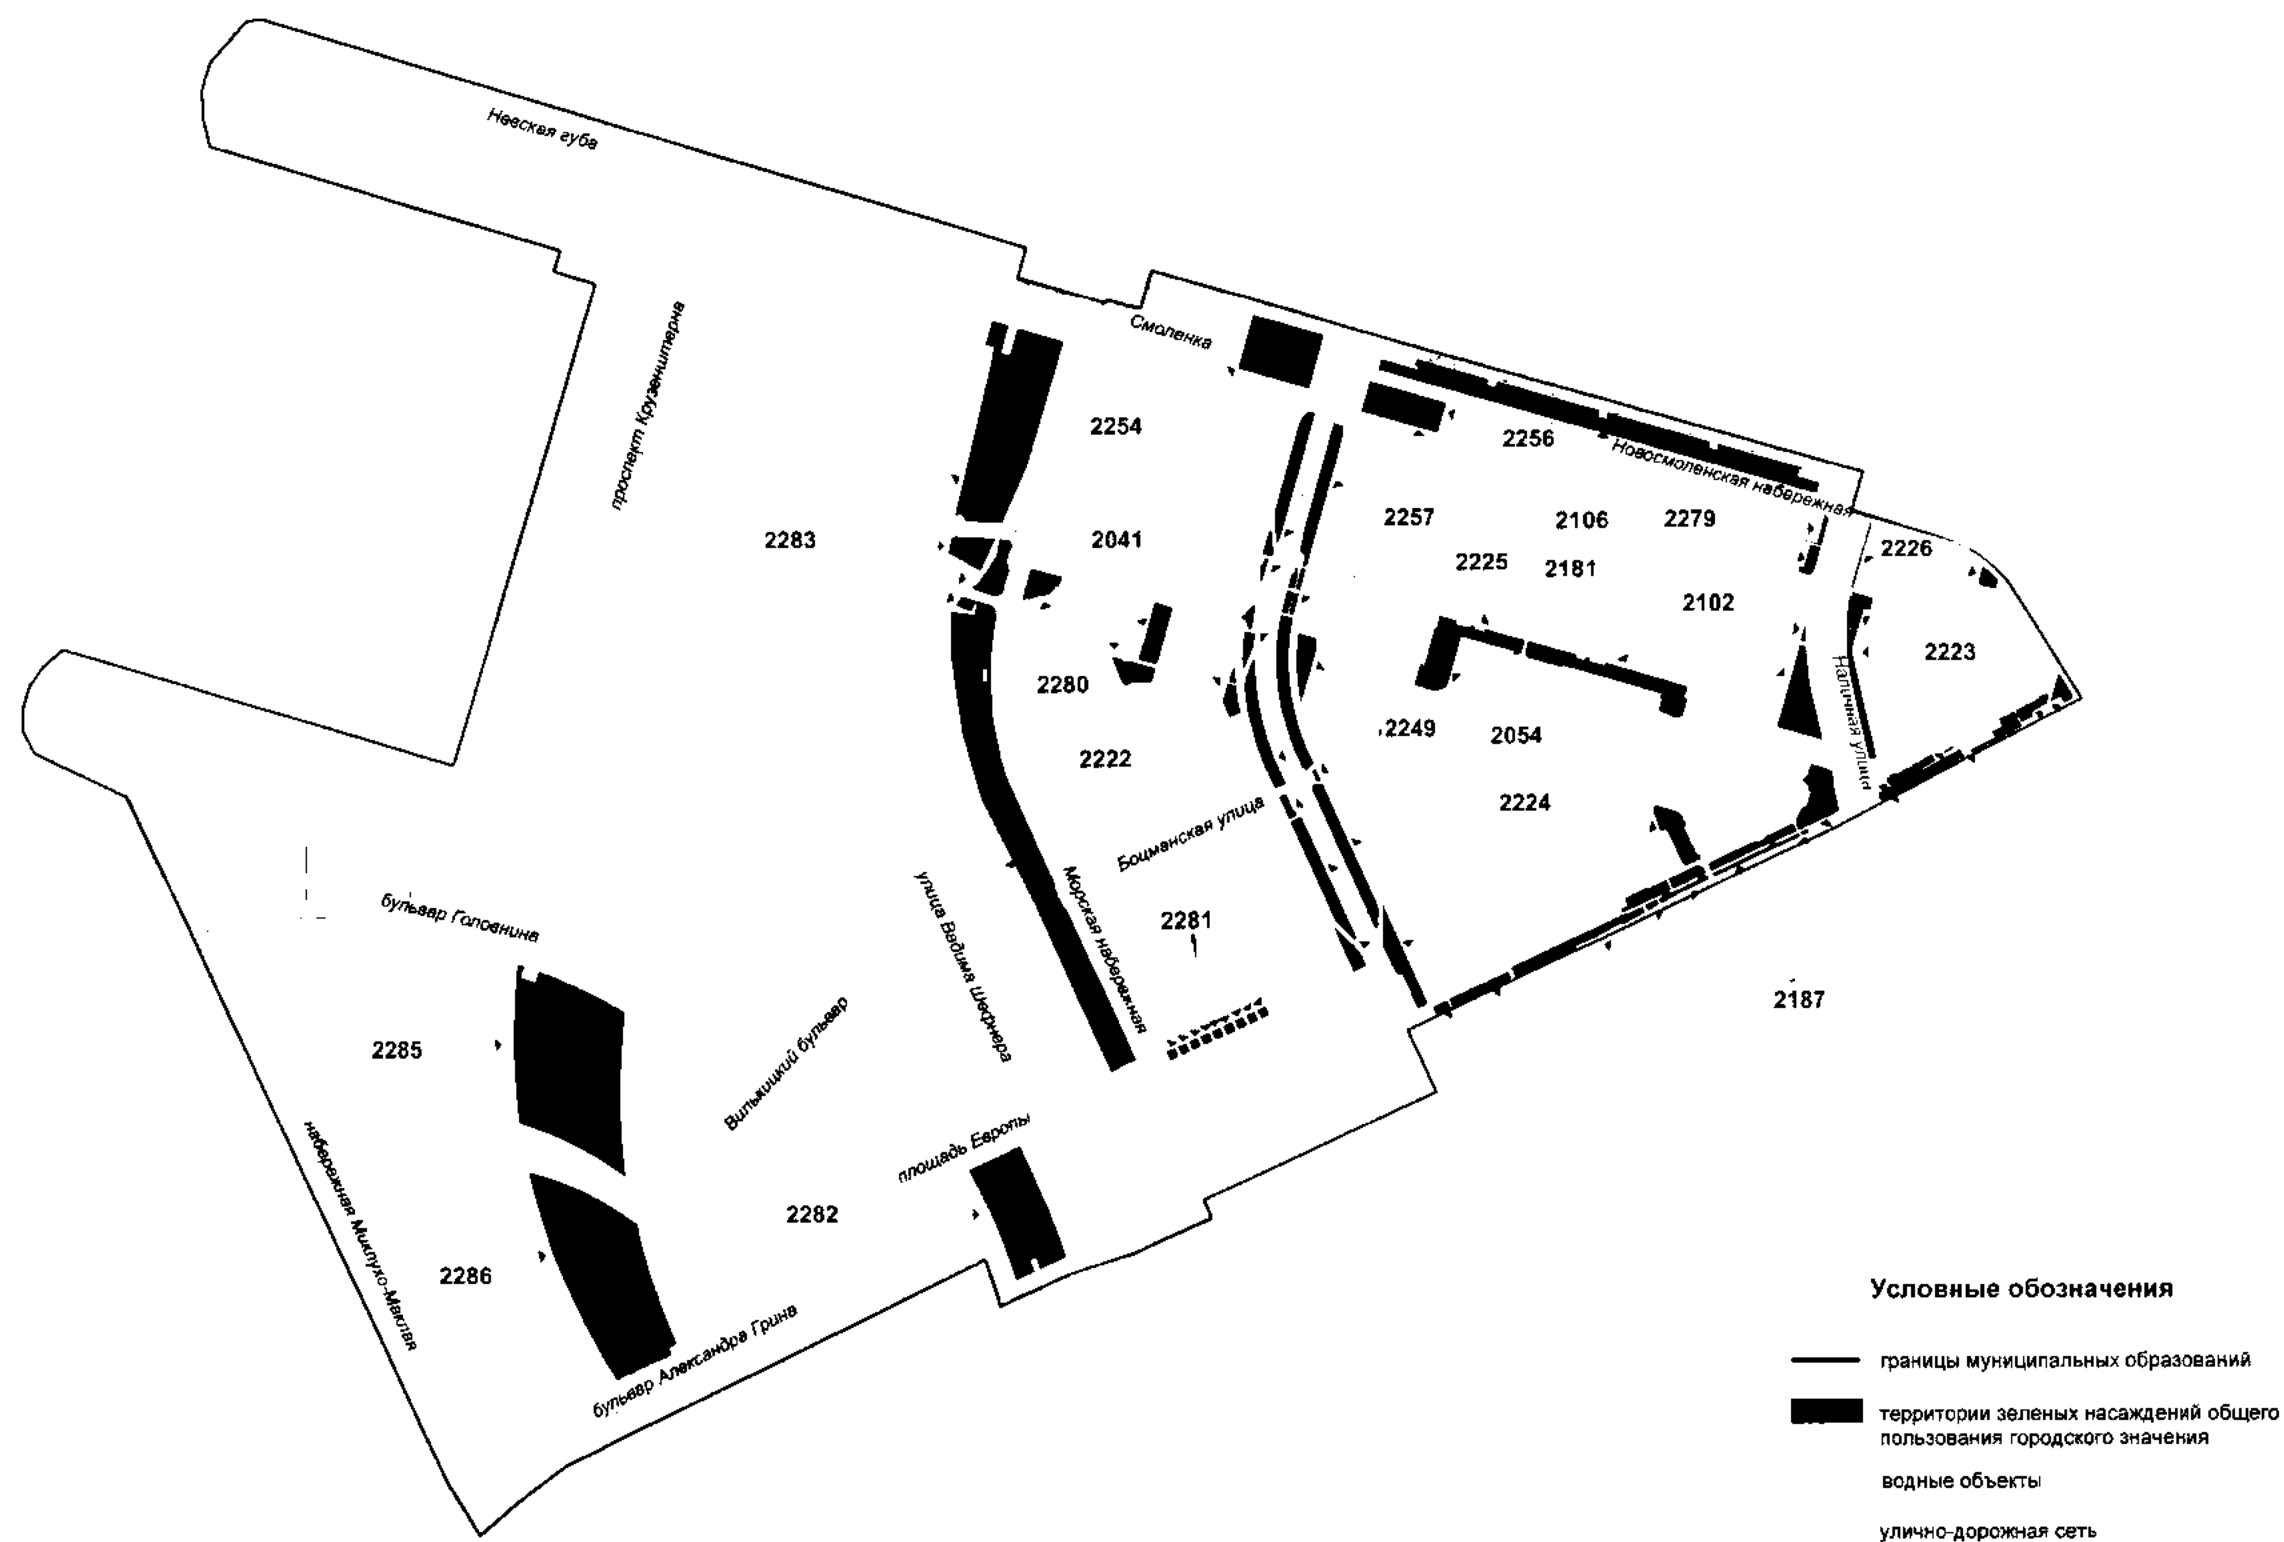 Невская губа
проспект Крузенштерна
Смоленка
2254
2256
Новосмоленская набережная
2283
2041
2257
2106
2279
2225
2181
2226
2102
2223
2280
Наличная улица
2249
2054
2222
2224
Боцманская улица
бульвар Головнина
улица Вадима Шефнера
Морская набережная
2281
2187
2285
Вилькицкий бульвар
набережная Миклухо-Маклая
площадь Европы
2282
2286
бульвар Александра Грина
Условные обозначения
границы муниципальных образований
территории зеленых насаждений общего
пользования городского значения
водные объекты
улично-дорожная сеть